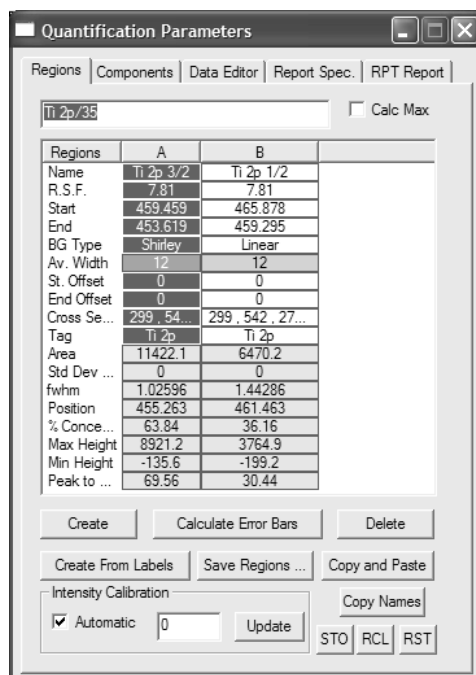 Quantification Parameters
Regions Components Data Editor Report Spec. RPT Report
Ti 2p/35 Calc Max
Regions A B
Name Ti 2p 3/2 Ti 2p 1/2
R.S.F. 7.81 7.81
Start 459.459 465.878
End 453.619 459.295
BG Type Shirley Linear
Av. Width 12 12
St. Offset 0 0
End Offset 0 0
Cross Se... 299 , 54... 299 , 542 , 27...
Tag Ti 2p Ti 2p
Area 11422.1 6470.2
Std Dev ... 0 0
fwhm 1.02596 1.44286
Position 455.263 461.463
% Conce... 63.84 36.16
Max Height 8921.2 3764.9
Min Height -135.6 -199.2
Peak to ... 69.56 30.44
Create Calculate Error Bars Delete
Create From Labels Save Regions ... Copy and Paste
Intensity Calibration Copy Names
Automatic 0 Update STO RCL RST